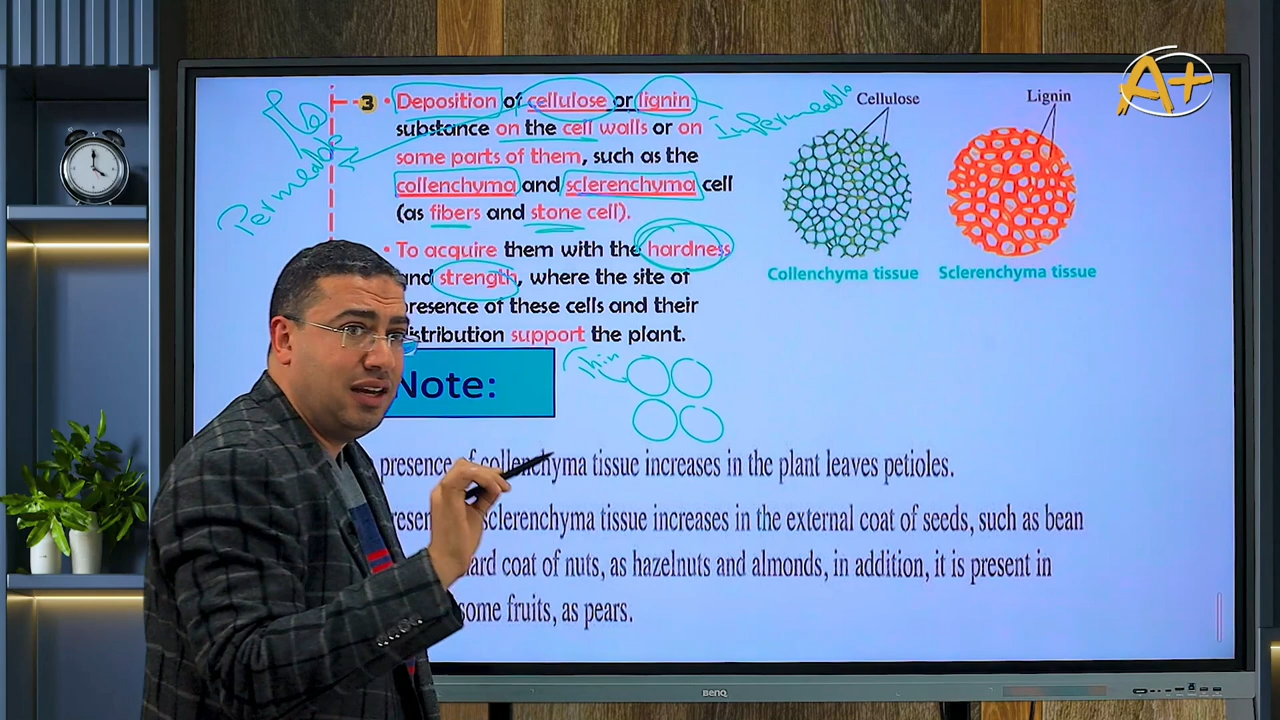 A+
3 • Deposition of cellulose or lignin
substance on the cell walls or on
some parts of them, such as the
collenchyma and sclerenchyma cell
(as fibers and stone cell).
• To acquire them with the hardness
and strength, where the site of
presence of these cells and their
distribution support the plant.
Permeable
Impermeable
Cellulose
Lignin
Collenchyma tissue
Sclerenchyma tissue
Thin
Note:
presence of collenchyma tissue increases in the plant leaves petioles.
sclerenchyma tissue increases in the external coat of seeds, such as bean
coat of nuts, as hazelnuts and almonds, in addition, it is present in
some fruits, as pears.
BENQ